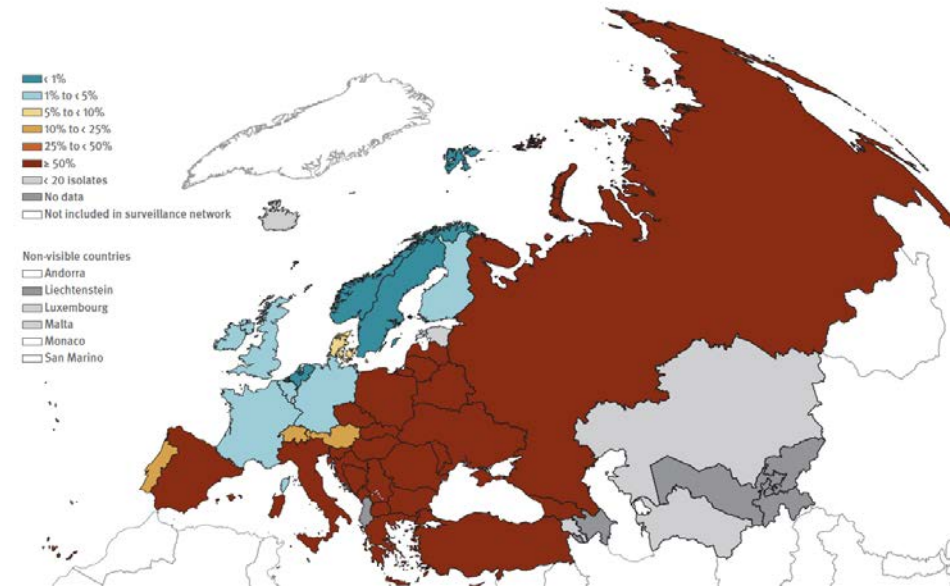 < 1%
1% to < 5%
5% to < 10%
10% to < 25%
25% to < 50%
≥ 50%
< 20 isolates
No data
Not included in surveillance network
Non-visible countries
Andorra
Liechtenstein
Luxembourg
Malta
Monaco
San Marino